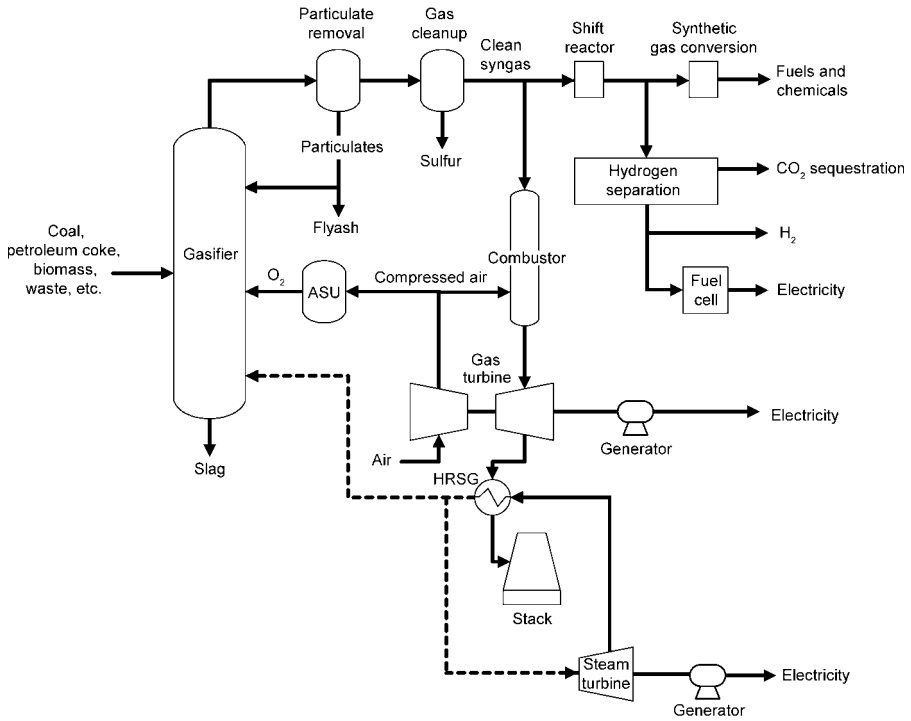 Particulate
removal
Gas
cleanup
Clean
syngas
Shift
reactor
Synthetic
gas conversion
Fuels and
chemicals
Particulates
Sulfur
Hydrogen
separation
CO₂ sequestration
Flyash
Coal,
petroleum coke,
biomass,
waste, etc.
Gasifier
H₂
Combustor
O₂
ASU
Compressed air
Fuel
cell
Electricity
Gas
turbine
Electricity
Generator
Air
Slag
HRSG
Stack
Steam
turbine
Electricity
Generator